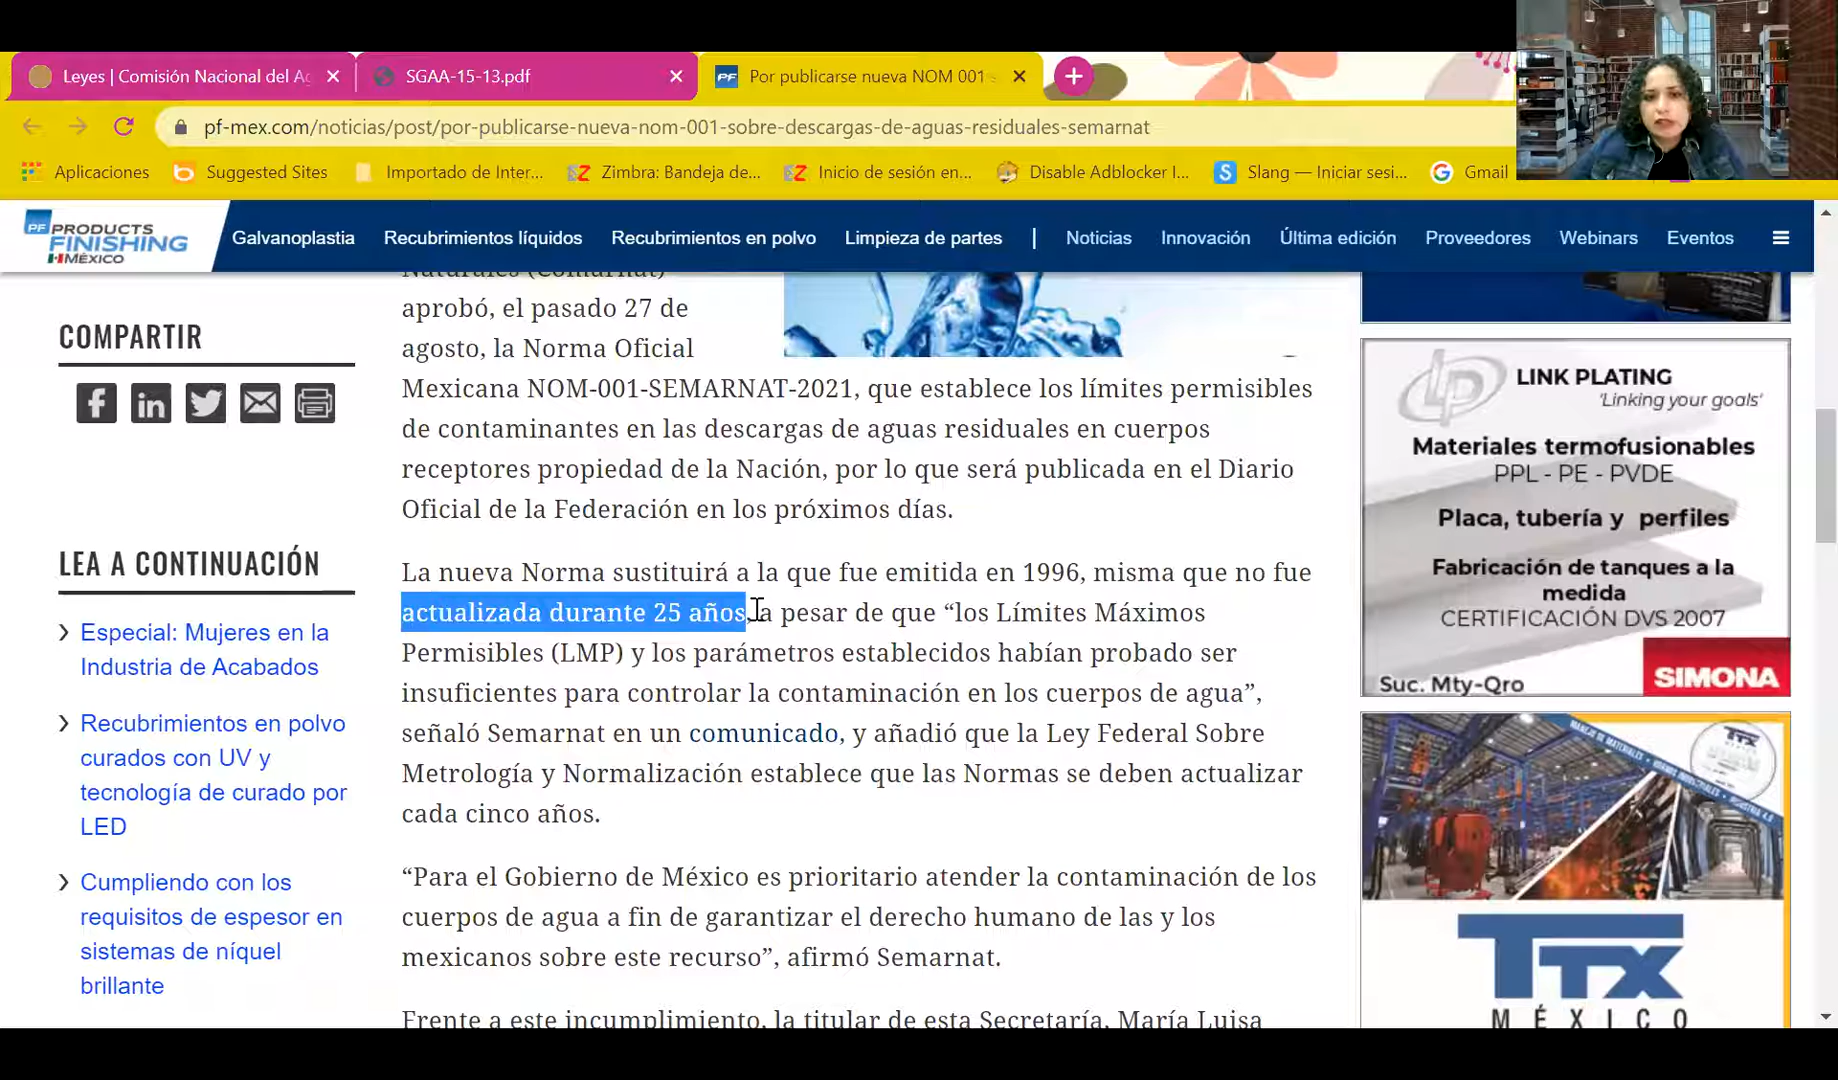 Leyes | Comisión Nacional del Ag
SGAA-15-13.pdf
PF Por publicarse nueva NOM 001 s
pf-mex.com/noticias/post/por-publicarse-nueva-nom-001-sobre-descargas-de-aguas-residuales-semarnat
Aplicaciones Suggested Sites Importado de Inter... Zimbra: Bandeja de... Inicio de sesión en... Disable Adblocker I... Slang — Iniciar sesi... Gmail
PF PRODUCTS
FINISHING
MÉXICO
Galvanoplastia Recubrimientos líquidos Recubrimientos en polvo Limpieza de partes | Noticias Innovación Última edición Proveedores Webinars Eventos
COMPARTIR
LEA A CONTINUACIÓN
Especial: Mujeres en la
Industria de Acabados
Recubrimientos en polvo
curados con UV y
tecnología de curado por
LED
Cumpliendo con los
requisitos de espesor en
sistemas de níquel
brillante
Naturales (Comarnat)
aprobó, el pasado 27 de
agosto, la Norma Oficial
Mexicana NOM-001-SEMARNAT-2021, que establece los límites permisibles
de contaminantes en las descargas de aguas residuales en cuerpos
receptores propiedad de la Nación, por lo que será publicada en el Diario
Oficial de la Federación en los próximos días.
La nueva Norma sustituirá a la que fue emitida en 1996, misma que no fue
actualizada durante 25 años, a pesar de que “los Límites Máximos
Permisibles (LMP) y los parámetros establecidos habían probado ser
insuficientes para controlar la contaminación en los cuerpos de agua”,
señaló Semarnat en un comunicado, y añadió que la Ley Federal Sobre
Metrología y Normalización establece que las Normas se deben actualizar
cada cinco años.
“Para el Gobierno de México es prioritario atender la contaminación de los
cuerpos de agua a fin de garantizar el derecho humano de las y los
mexicanos sobre este recurso”, afirmó Semarnat.
Frente a este incumplimiento, la titular de esta Secretaría, María Luisa
LP LINK PLATING
'Linking your goals'
Materiales termofusionables
PPL - PE - PVDE
Placa, tubería y perfiles
Fabricación de tanques a la
medida
CERTIFICACIÓN DVS 2007
Suc. Mty-Qro
SIMONA
TTX
TTX
MÉXICO